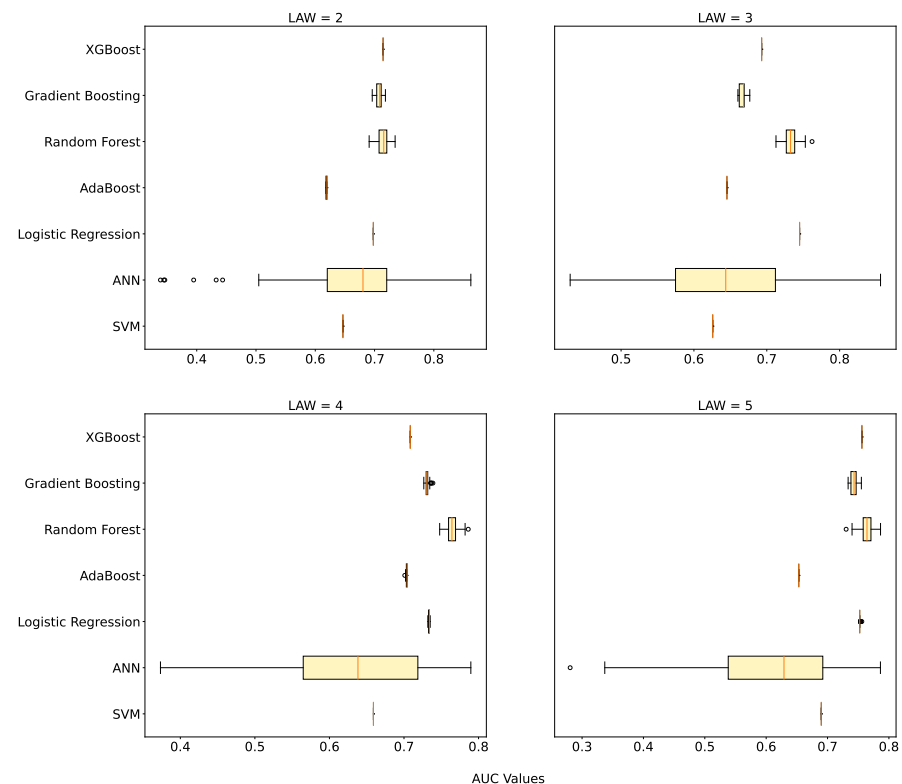 LAW = 2
LAW = 3
XGBoost
Gradient Boosting
Random Forest
AdaBoost
Logistic Regression
ANN
SVM
0.4 0.5 0.6 0.7 0.8
0.5 0.6 0.7 0.8
LAW = 4
LAW = 5
XGBoost
Gradient Boosting
Random Forest
AdaBoost
Logistic Regression
ANN
SVM
0.4 0.5 0.6 0.7 0.8
0.3 0.4 0.5 0.6 0.7 0.8
AUC Values